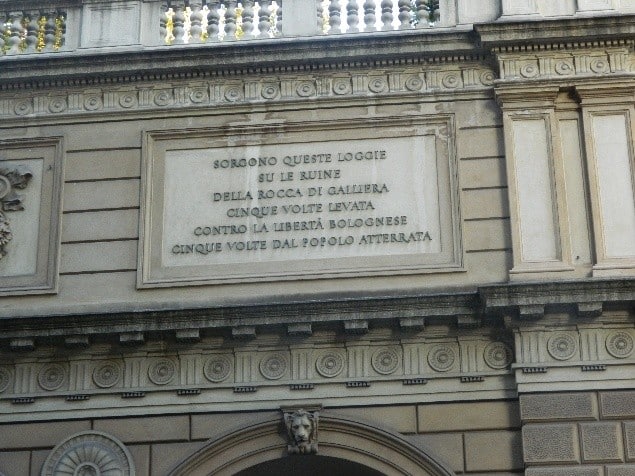 SORGONO QUESTE LOGGIE
SU LE RUINE
DELLA ROCCA DI GALLIERA
CINQUE VOLTE LEVATA
CONTRO LA LIBERTÀ BOLOGNESE
CINQUE VOLTE DAL POPOLO ATTERRATA